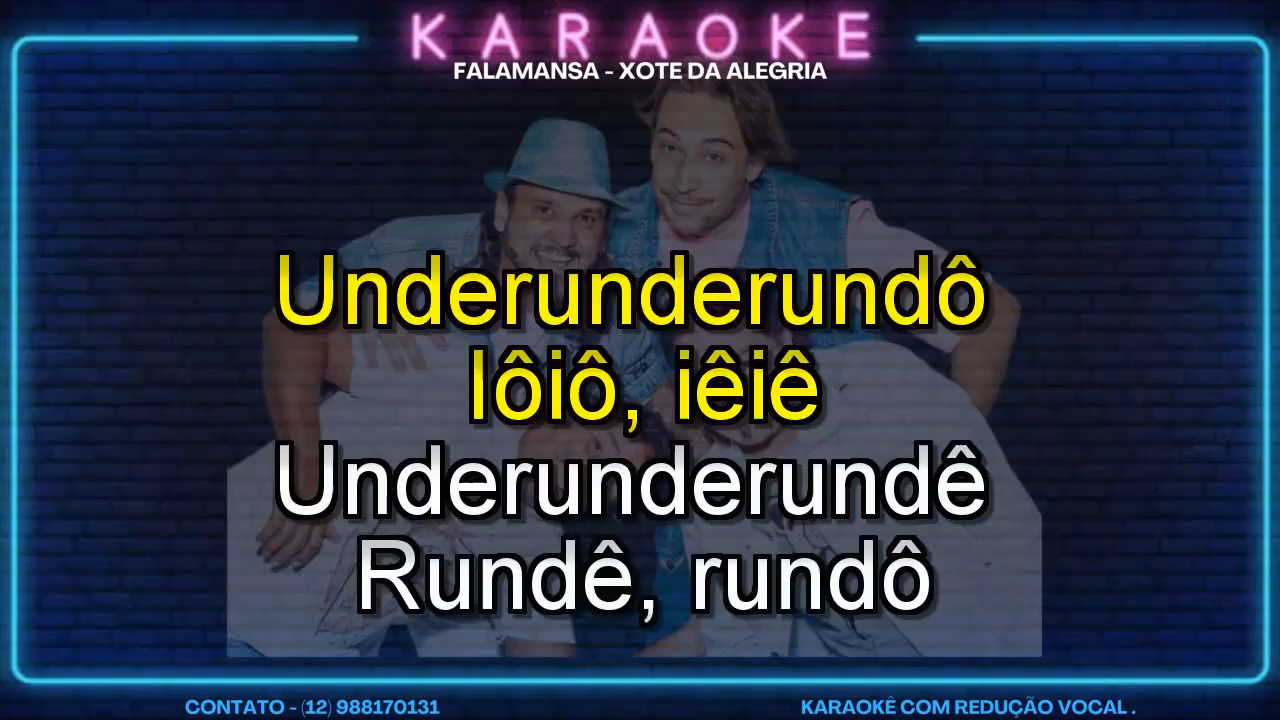 KARAOKE
FALAMANSA - XOTE DA ALEGRIA
Underunderundô
Iôiô, iêiê
Underunderundê
Rundê, rundô
CONTATO - (12) 988170131
KARAOKÊ COM REDUÇÃO VOCAL .